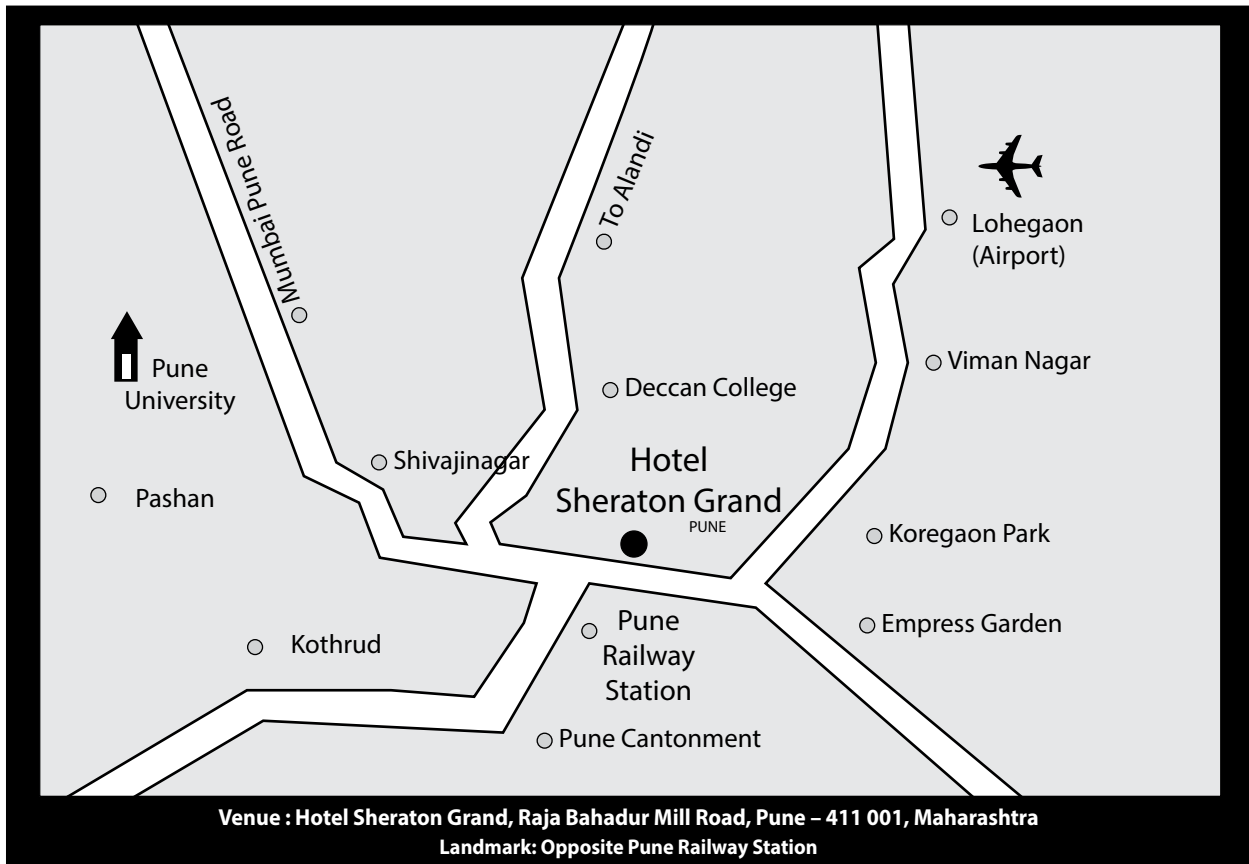 Mumbai Pune Road
To Alandi
Lohegaon
(Airport)
Pune
University
Viman Nagar
Deccan College
Shivajinagar
Hotel
Sheraton Grand
PUNE
Pashan
Koregaon Park
Empress Garden
Pune
Railway
Station
Kothrud
Pune Cantonment
Venue : Hotel Sheraton Grand, Raja Bahadur Mill Road, Pune – 411 001, Maharashtra
Landmark: Opposite Pune Railway Station